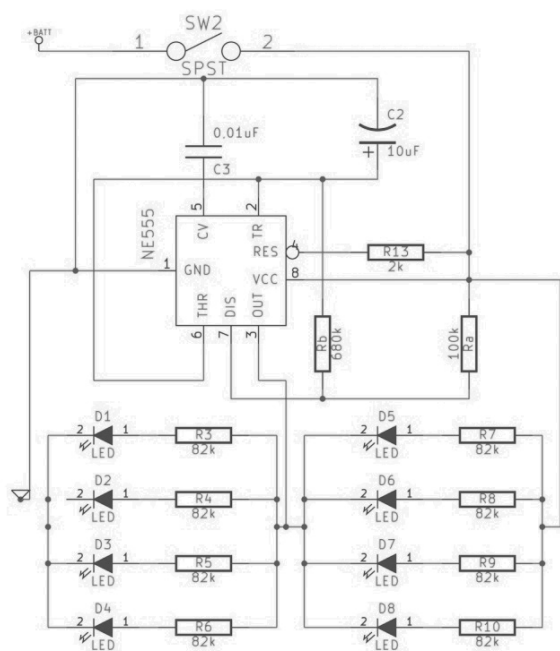 SW2
+BATT
1
2
SPST
C2
0,01uF
+
10uF
C3
5
2
NE555
CV
TR
4
RES
R13
2k
1
GND
VCC
8
THR
DIS
OUT
6
7
3
Rb
680k
100k
Ra
D1
2
1
R3
LED
82k
D2
2
1
R4
LED
82k
D3
2
1
R5
LED
82k
D4
2
1
R6
LED
82k
D5
2
1
R7
LED
82k
D6
2
1
R8
LED
82k
D7
2
1
R9
LED
82k
D8
2
1
R10
LED
82k